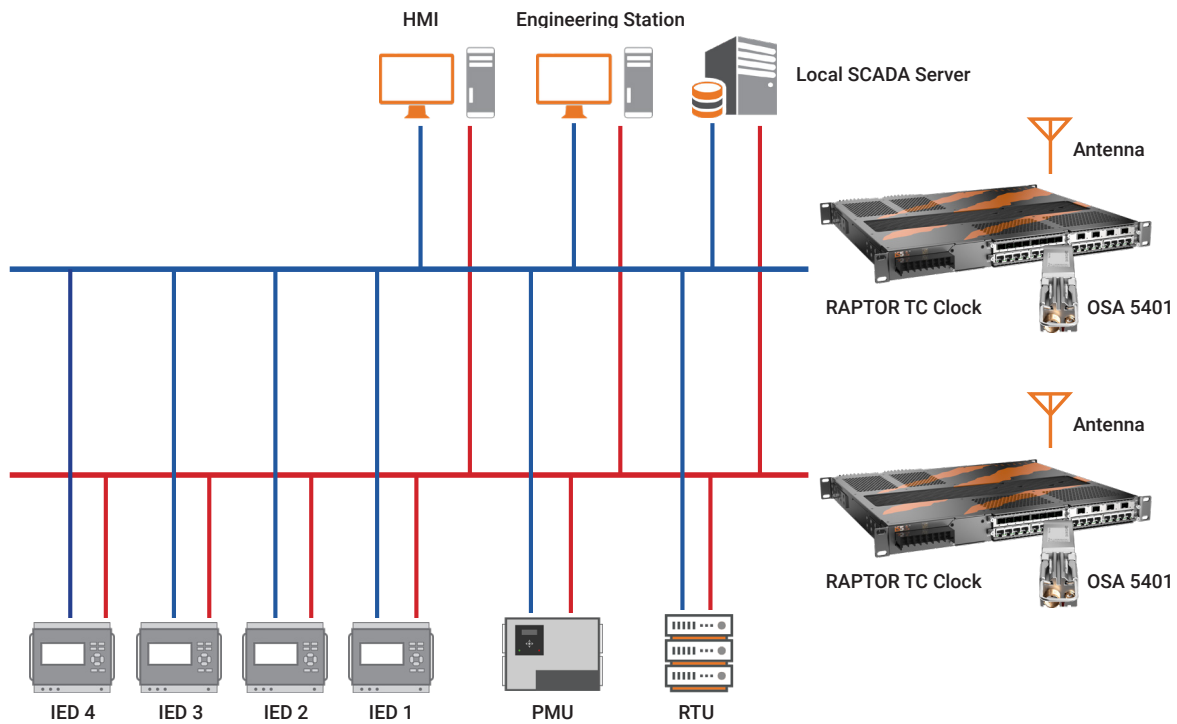 HMI
Engineering Station
Local SCADA Server
Antenna
RAPTOR TC Clock
OSA 5401
Antenna
RAPTOR TC Clock
OSA 5401
IED 4
IED 3
IED 2
IED 1
PMU
RTU